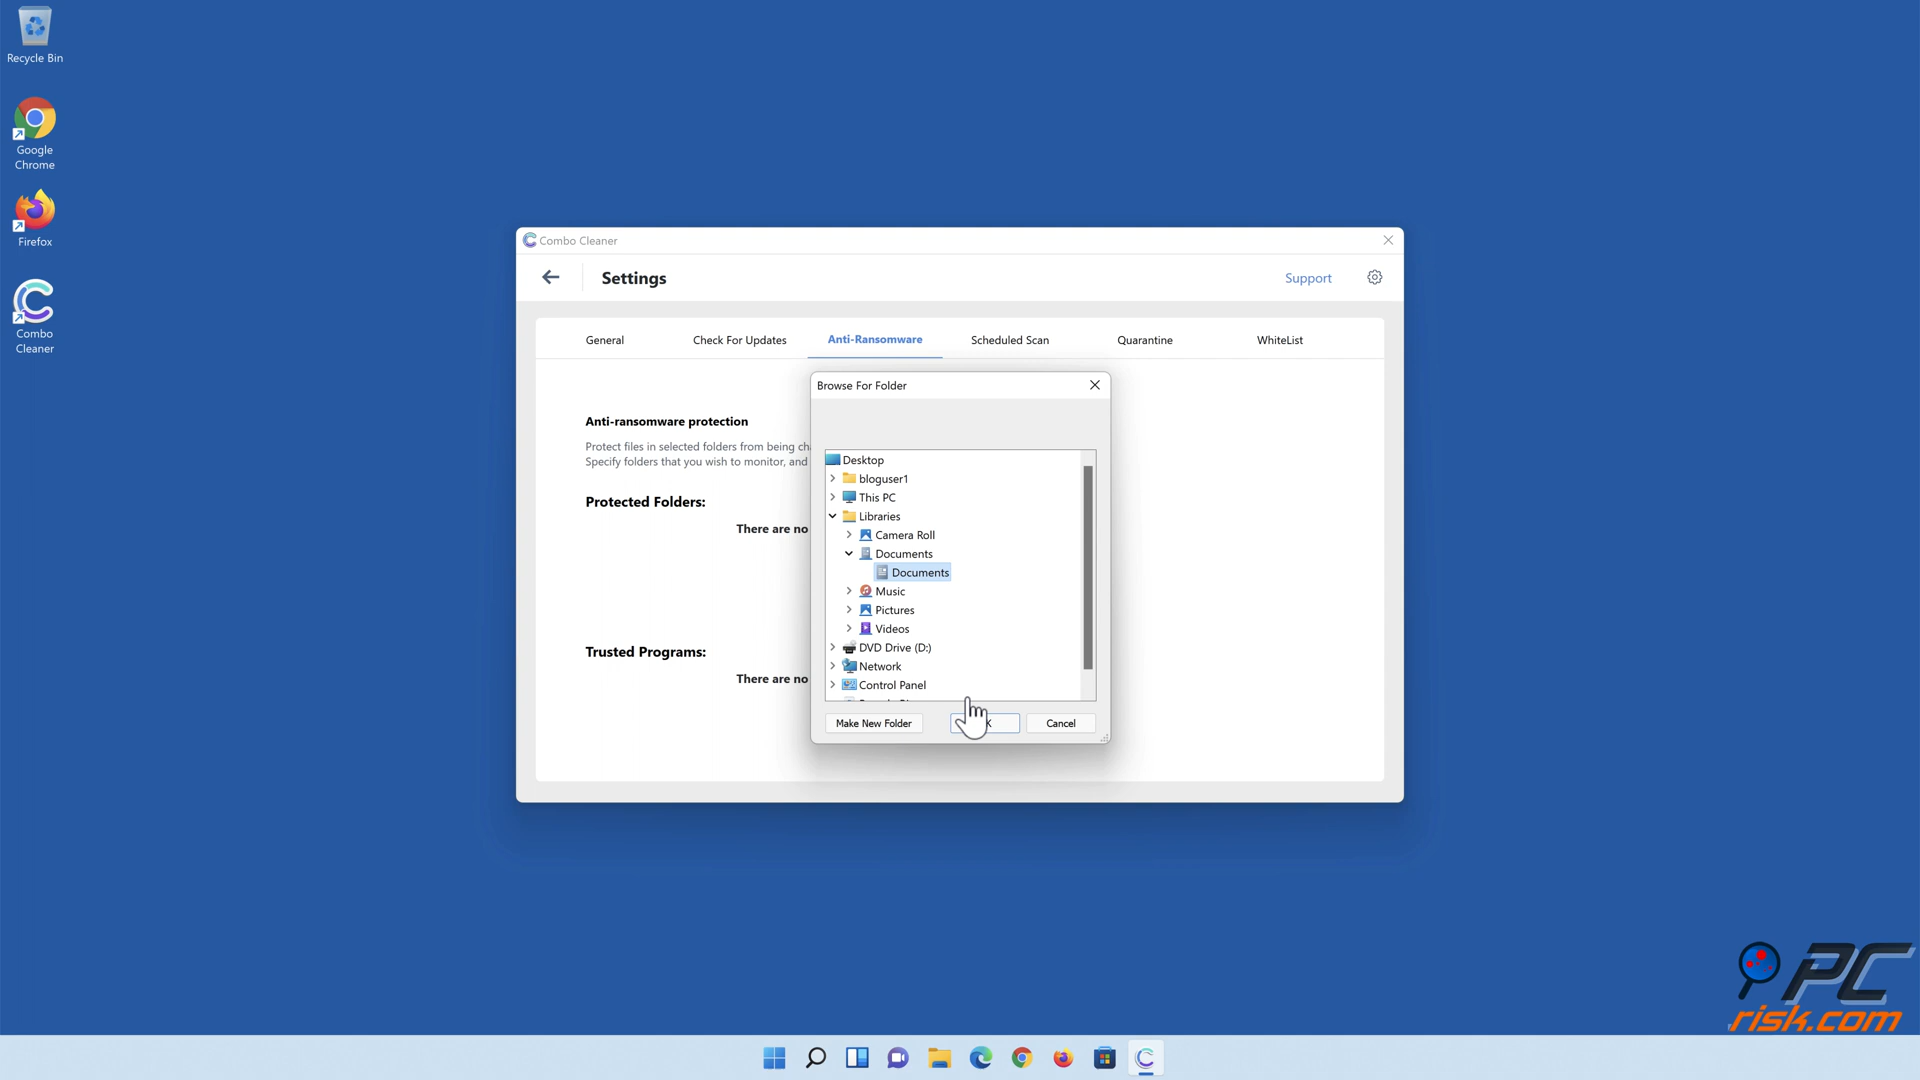 Recycle Bin
Google
Chrome
Firefox
Combo
Cleaner
Combo Cleaner
Settings
Support
General
Check For Updates
Anti-Ransomware
Scheduled Scan
Quarantine
WhiteList
Anti-ransomware protection
Protect files in selected folders from being
Specify folders that you wish to monitor, and
Protected Folders:
There are no
Trusted Programs:
There are no
Browse For Folder
Desktop
bloguser1
This PC
Libraries
Camera Roll
Documents
Documents
Music
Pictures
Videos
DVD Drive (D:)
Network
Control Panel
Make New Folder
Cancel
PC
risk.com